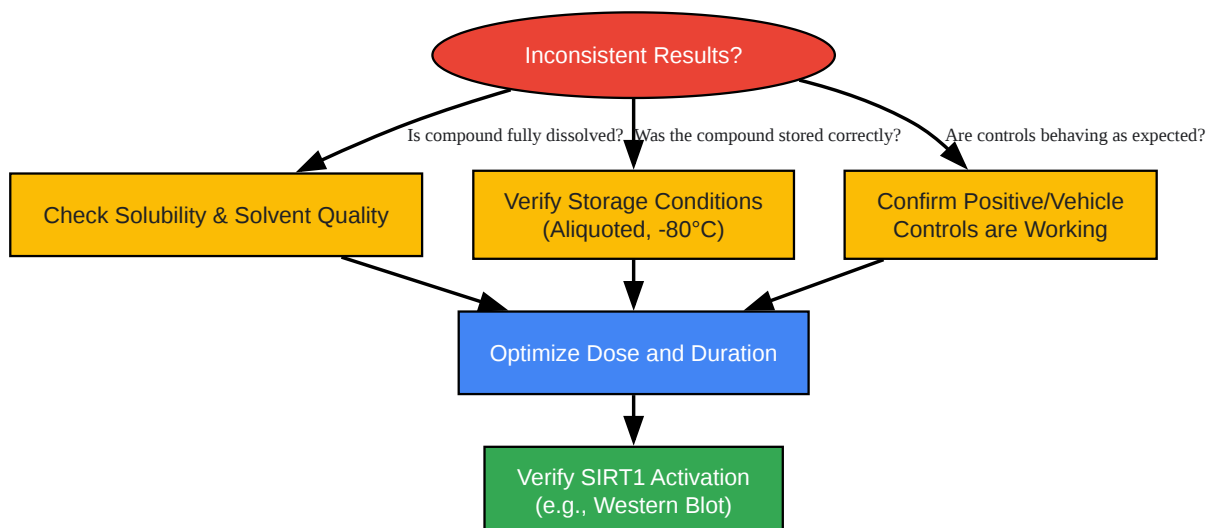 Inconsistent Results?
Is compound fully dissolved?
Was the compound stored correctly?
Are controls behaving as expected?
Check Solubility & Solvent Quality
Verify Storage Conditions
(Aliquoted, -80°C)
Confirm Positive/Vehicle
Controls are Working
Optimize Dose and Duration
Verify SIRT1 Activation
(e.g., Western Blot)